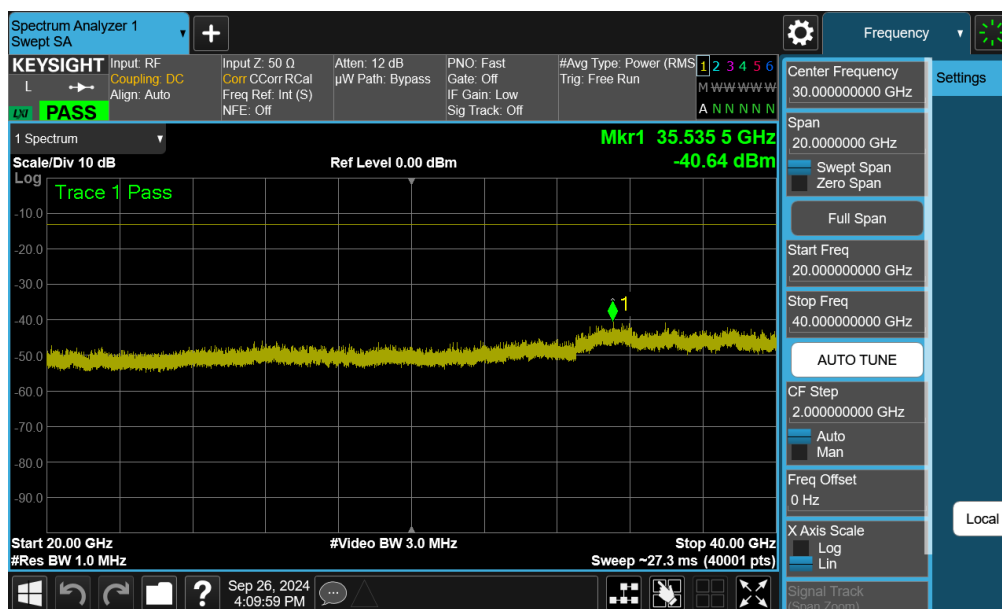 Spectrum Analyzer 1
Swept SA
+
Frequency
KEYSIGHT
L
LXI
PASS
Input: RF
Coupling: DC
Align: Auto
Input Z: 50 Ω
Corr CCorr RCal
Freq Ref: Int (S)
NFE: Off
Atten: 12 dB
µW Path: Bypass
PNO: Fast
Gate: Off
IF Gain: Low
Sig Track: Off
#Avg Type: Power (RMS
Trig: Free Run
1 2 3 4 5 6
M W W W W W
A N N N N N
1 Spectrum
Scale/Div 10 dB
Ref Level 0.00 dBm
Mkr1 35.535 5 GHz
-40.64 dBm
Log
Trace 1 Pass
1
-10.0
-20.0
-30.0
-40.0
-50.0
-60.0
-70.0
-80.0
-90.0
Start 20.00 GHz
#Video BW 3.0 MHz
Stop 40.00 GHz
#Res BW 1.0 MHz
Sweep ~27.3 ms (40001 pts)
?
Sep 26, 2024
4:09:59 PM
Center Frequency
30.000000000 GHz
Span
20.0000000 GHz
Swept Span
Zero Span
Full Span
Start Freq
20.000000000 GHz
Stop Freq
40.000000000 GHz
AUTO TUNE
CF Step
2.000000000 GHz
Auto
Man
Freq Offset
0 Hz
X Axis Scale
Log
Lin
Signal Track
(Span Zoom)
Settings
Local